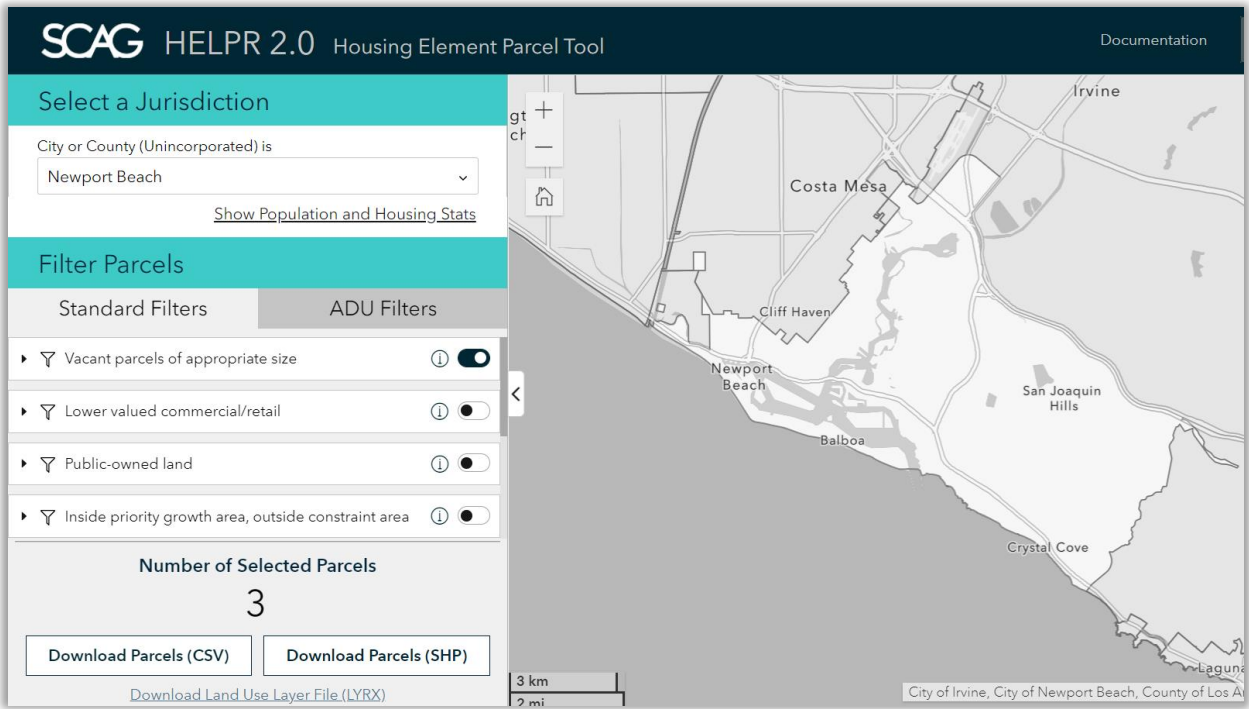 SCAG HELPR 2.0 Housing Element Parcel Tool
Documentation
Select a Jurisdiction
City or County (Unincorporated) is
Newport Beach
Show Population and Housing Stats
Filter Parcels
Standard Filters
ADU Filters
Vacant parcels of appropriate size
Lower valued commercial/retail
Public-owned land
Inside priority growth area, outside constraint area
Number of Selected Parcels
3
Download Parcels (CSV)
Download Parcels (SHP)
Download Land Use Layer File (LYRX)
gt
ch
Irvine
Costa Mesa
Cliff Haven
Newport
Beach
San Joaquin
Hills
Balboa
Crystal Cove
Laguna
3 km
2 mi
City of Irvine, City of Newport Beach, County of Los A